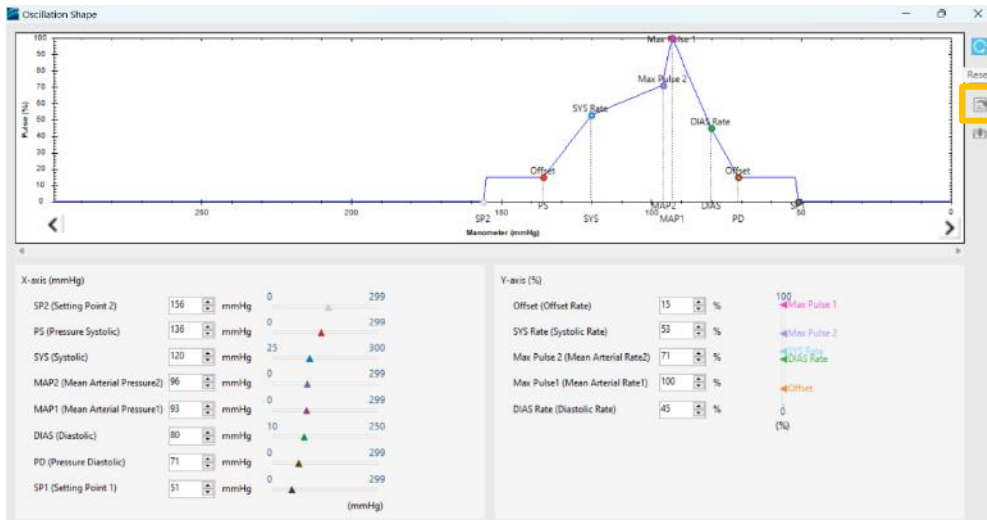 Oscillation Shape
100
90
80
70
60
50
40
30
20
10
0
Pulse (%)
Max Pulse 1
Max Pulse 2
SYS Rate
DIAS Rate
Offset
Offset
250
200
150
100
50
0
SP2
PS
SYS
MAP2
MAP1
DIAS
PD
SP1
Manometer (mmHg)
Rese
X-axis (mmHg)
SP2 (Setting Point 2) 156 mmHg 0 299
PS (Pressure Systolic) 136 mmHg 0 299
SYS (Systolic) 120 mmHg 25 300
MAP2 (Mean Arterial Pressure2) 96 mmHg 0 299
MAP1 (Mean Arterial Pressure1) 93 mmHg 0 299
DIAS (Diastolic) 80 mmHg 10 250
PD (Pressure Diastolic) 71 mmHg 0 299
SP1 (Setting Point 1) 51 mmHg 0 299
(mmHg)
Y-axis (%)
Offset (Offset Rate) 15 %
SYS Rate (Systolic Rate) 53 %
Max Pulse 2 (Mean Arterial Rate2) 71 %
Max Pulse1 (Mean Arterial Rate1) 100 %
DIAS Rate (Diastolic Rate) 45 %
100
Max Pulse 1
Max Pulse 2
SYS Rate
DIAS Rate
Offset
0
(%)